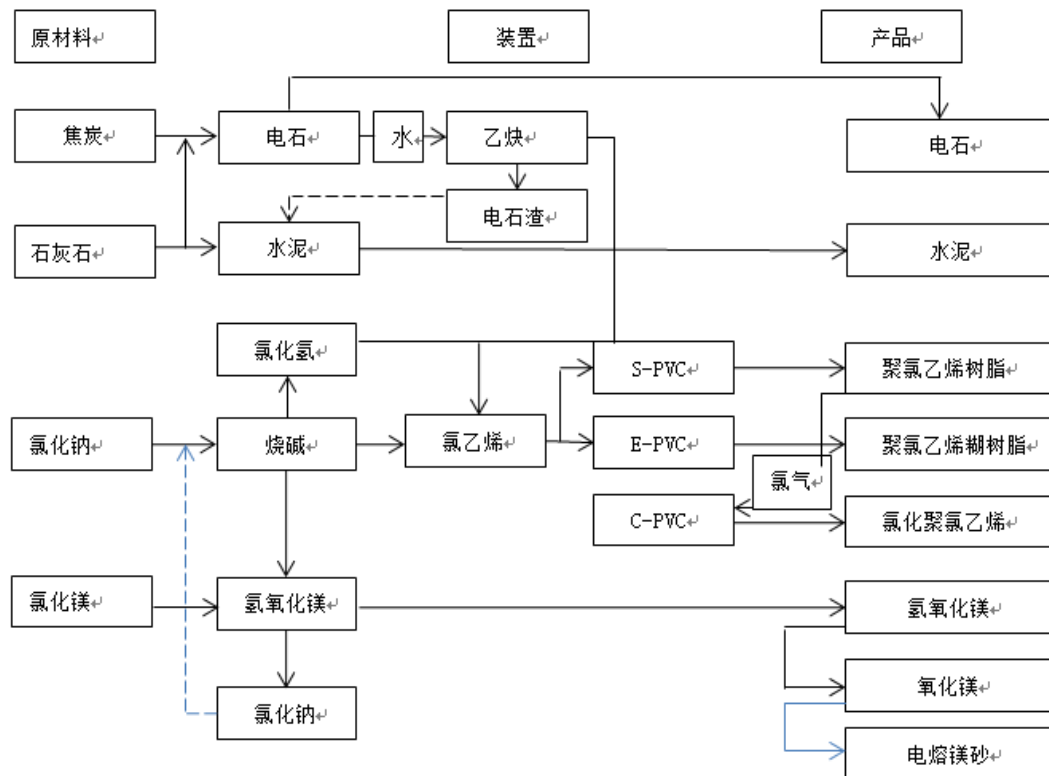 原材料
装置
产品
焦炭
电石
水
乙炔
电石
电石渣
石灰石
水泥
水泥
氯化氢
S-PVC
聚氯乙烯树脂
氯化钠
烧碱
氯乙烯
E-PVC
聚氯乙烯糊树脂
氯气
C-PVC
氯化聚氯乙烯
氯化镁
氢氧化镁
氢氧化镁
氯化钠
氧化镁
电熔镁砂